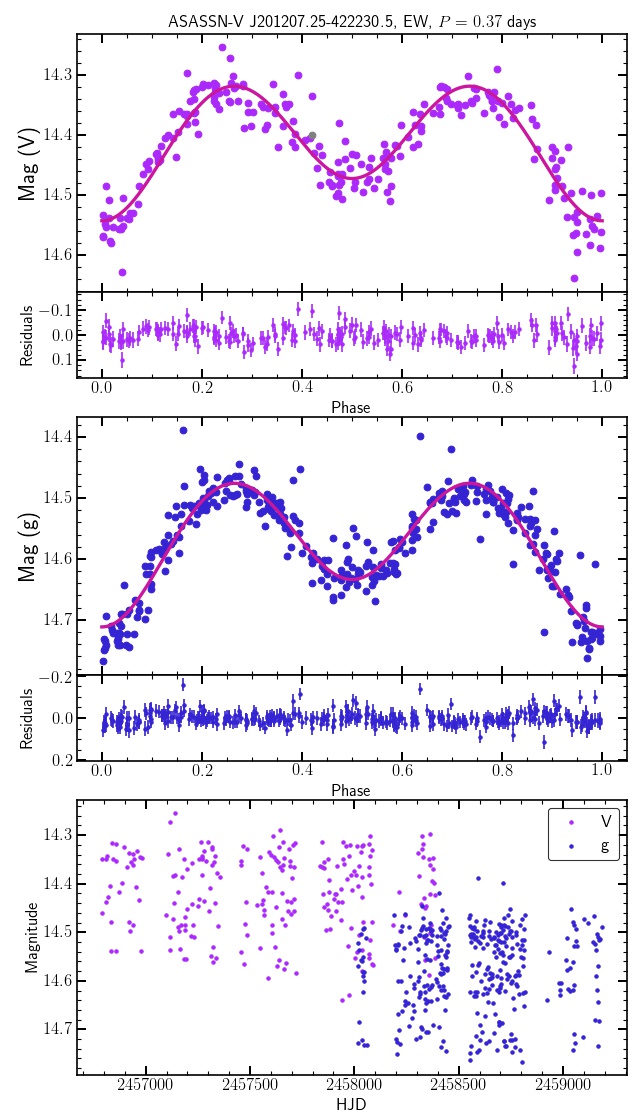 ASASSN-V J201207.25-422230.5, EW, P = 0.37 days
14.3
14.4
14.5
14.6
Mag (V)
−0.1
0.0
0.1
Residuals
0.0 0.2 0.4 0.6 0.8 1.0
Phase
14.4
14.5
14.6
14.7
Mag (g)
−0.2
0.0
0.2
Residuals
0.0 0.2 0.4 0.6 0.8 1.0
Phase
V
g
14.3
14.4
14.5
14.6
14.7
Magnitude
2457000 2457500 2458000 2458500 2459000
HJD